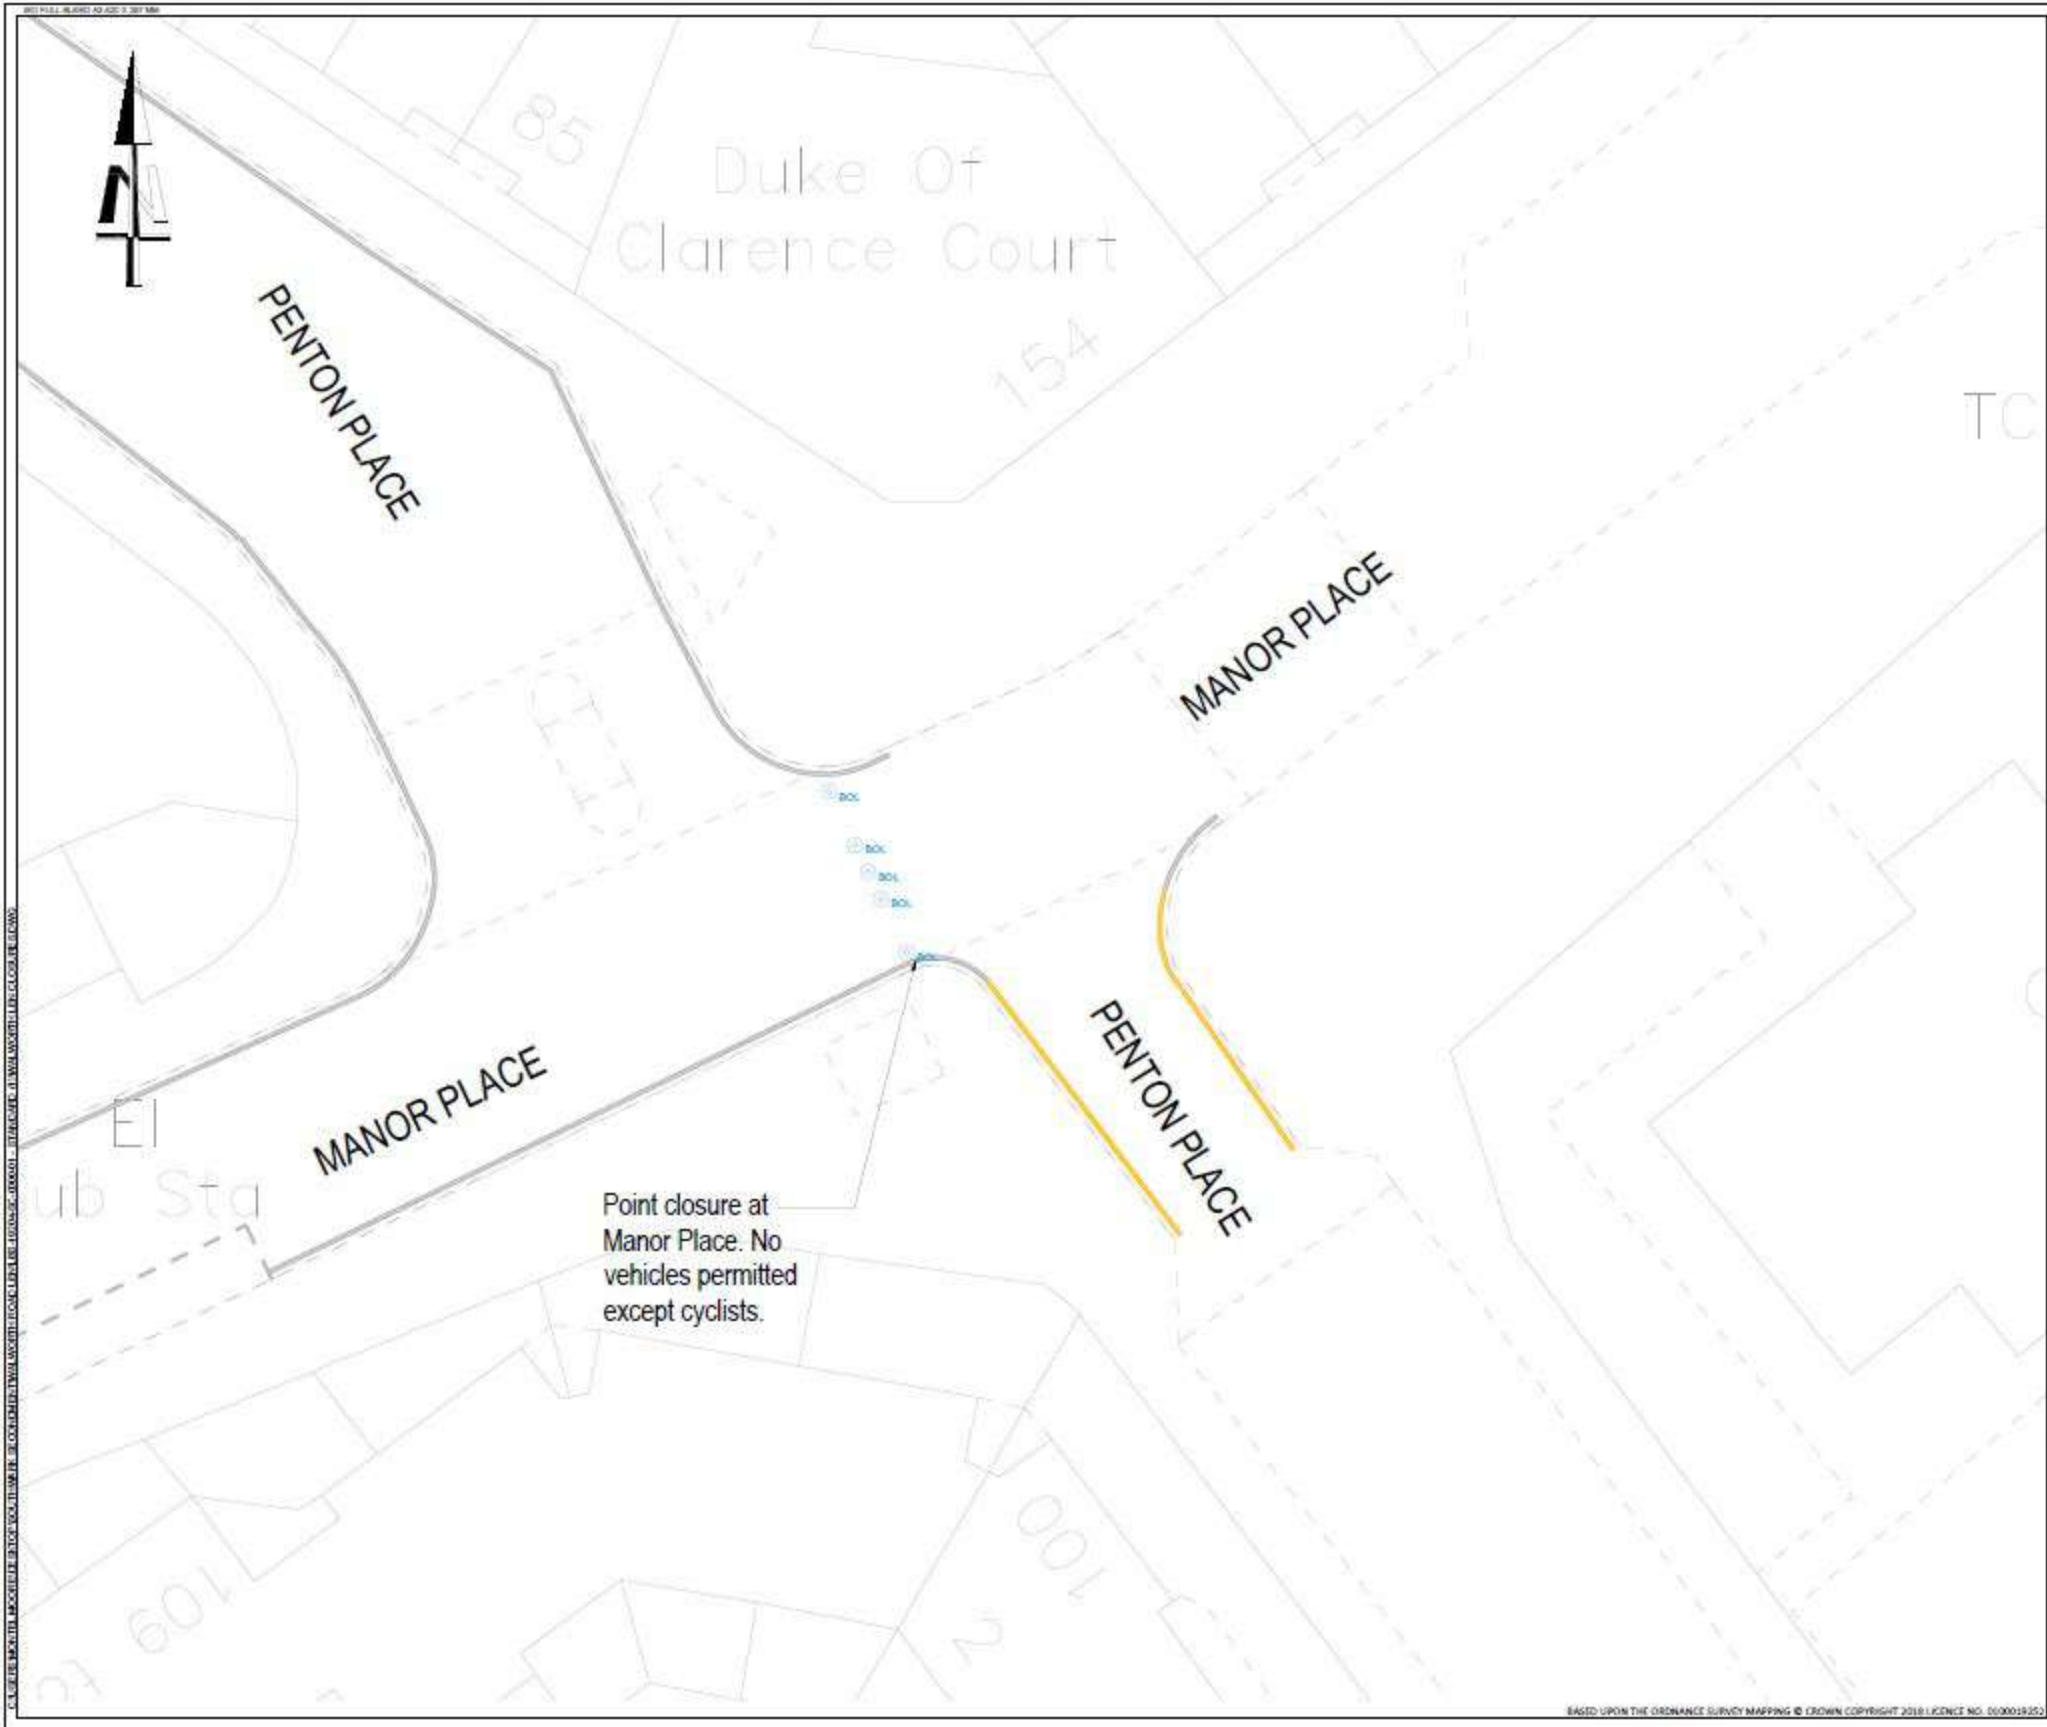 85
Duke Of
Clarence Court
154
N
PENTON PLACE
TC
MANOR PLACE
BOL
BOL
BOL
BOL
BOL
PENTON PLACE
MANOR PLACE
El
ub Sta
Point closure at
Manor Place. No
vehicles permitted
except cyclists.
100
109
2
BASED UPON THE ORDNANCE SURVEY MAPPING © CROWN COPYRIGHT 2018 LICENCE NO. 0100019252